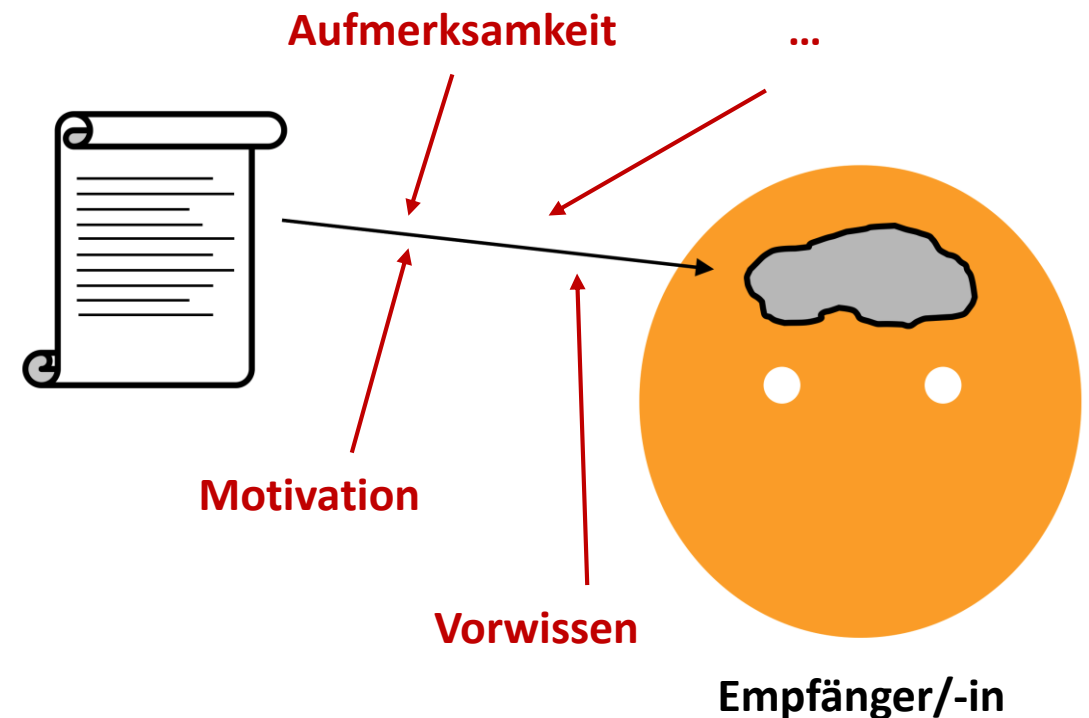 Aufmerksamkeit
...
Motivation
Vorwissen
Empfänger/-in